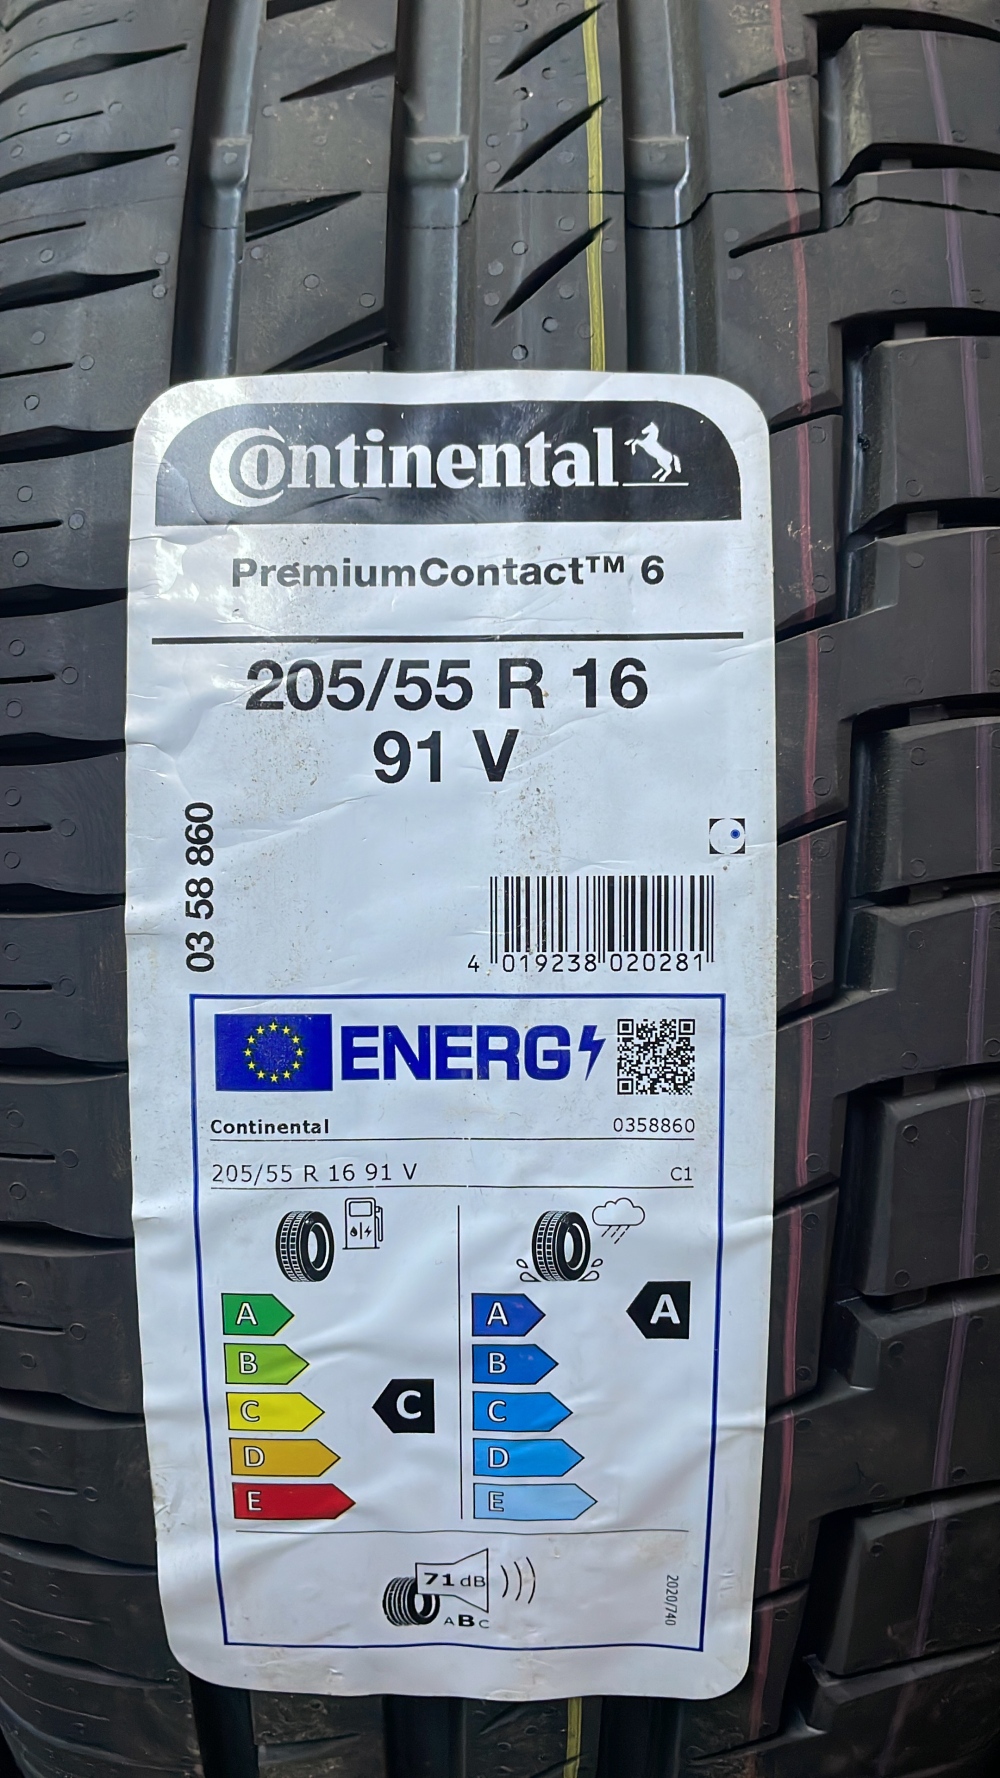 Continental
PremiumContact™ 6
205/55 R 16
91 V
03 58 860
4 019238 020281
ENERG
Continental 0358860
205/55 R 16 91 V C1
A A A
B B
C C C
D D
E E
71 dB
ABC
2020/740